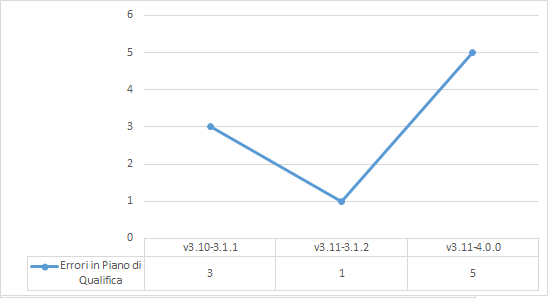 6
5
4
3
2
1
0
v3.10-3.1.1 v3.11-3.1.2 v3.11-4.0.0
Errori in Piano di
Qualifica
3 1 5